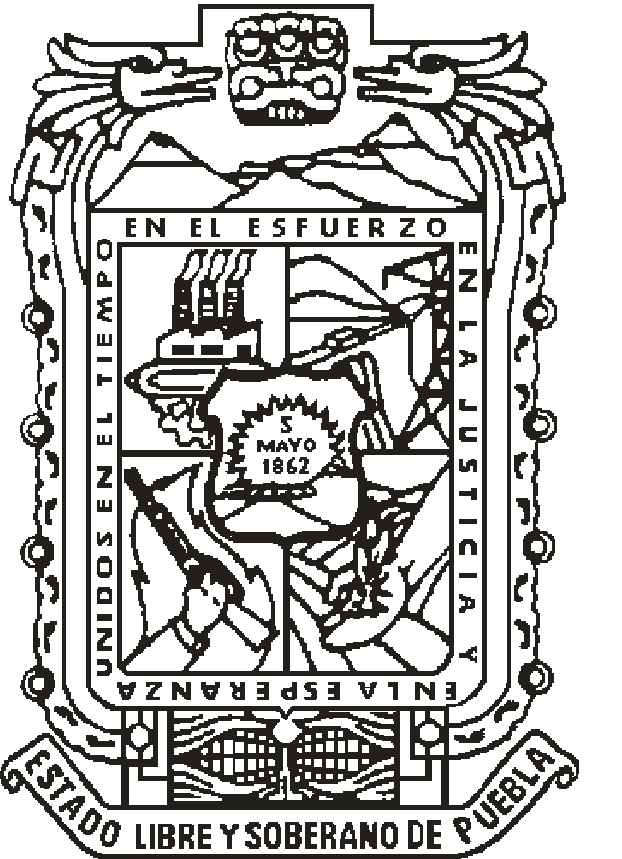 EN EL ESFUERZO
EN LA JUSTICIA Y
EN LA ESPERANZA
UNIDOS EN EL TIEMPO
5
MAYO
1862
ESTADO LIBRE Y SOBERANO DE PUEBLA